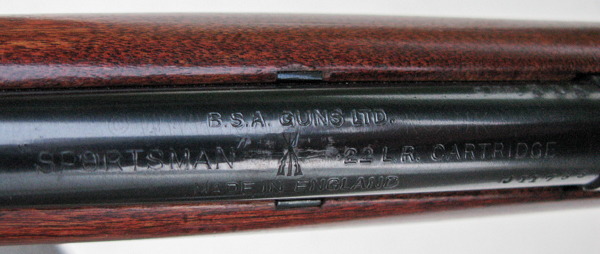 B.S.A. GUNS LTD.
SPORTSMAN .22 L.R. CARTRIDGE
MADE IN ENGLAND